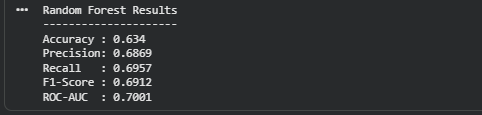 Random Forest Results
---------------------
Accuracy : 0.634
Precision: 0.6869
Recall   : 0.6957
F1-Score : 0.6912
ROC-AUC  : 0.7001